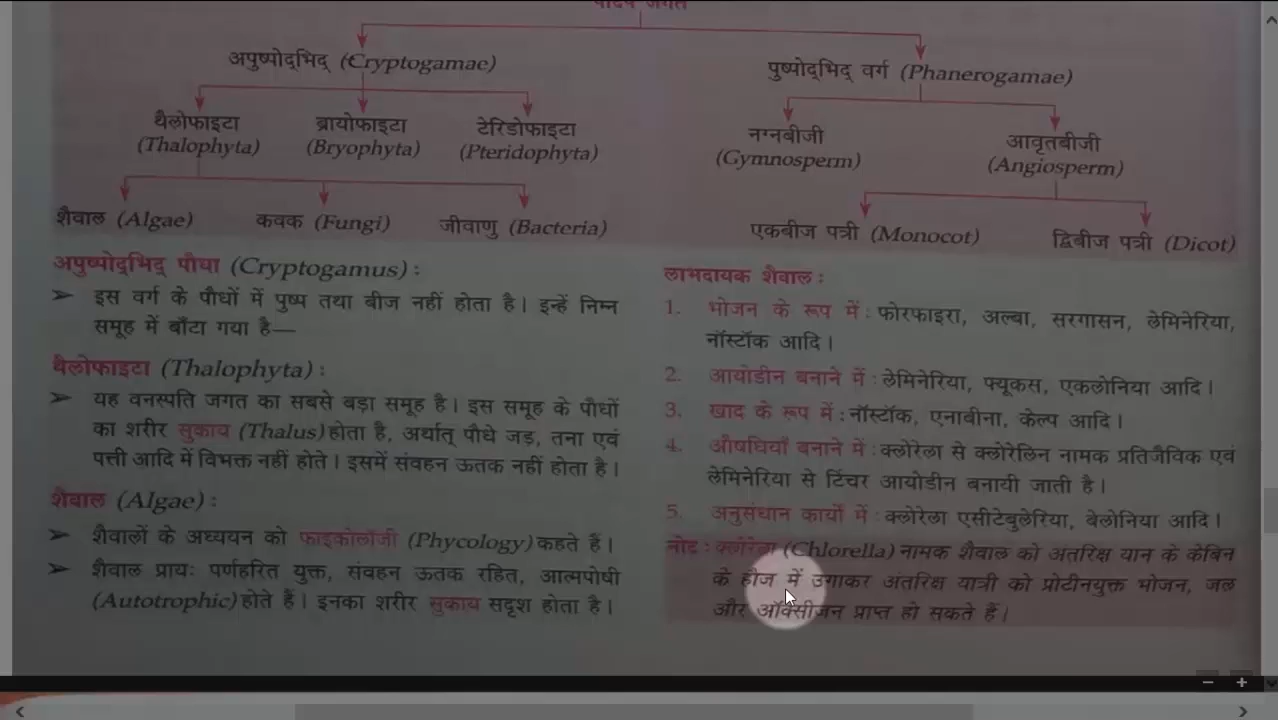 पादप जगत
अपुष्पोद्‌भिद् (Cryptogamae)
पुष्पोद्‌भिद् वर्ग (Phanerogamae)
थैलोफाइटा
(Thalophyta)
ब्रायोफाइटा
(Bryophyta)
टेरिडोफाइटा
(Pteridophyta)
नग्नबीजी
(Gymnosperm)
आवृतबीजी
(Angiosperm)
शैवाल (Algae)
कवक (Fungi)
जीवाणु (Bacteria)
एकबीज पत्री (Monocot)
द्विबीज पत्री (Dicot)
अपुष्पोद्‌भिद् पौधा (Cryptogamus) :
➢ इस वर्ग के पौधों में पुष्प तथा बीज नहीं होता है। इन्हें निम्न
समूह में बाँटा गया है—
थैलोफाइटा (Thalophyta) :
➢ यह वनस्पति जगत का सबसे बड़ा समूह है। इस समूह के पौधों
का शरीर सुकाय (Thalus) होता है, अर्थात् पौधे जड़, तना एवं
पत्ती आदि में विभक्त नहीं होते। इसमें संवहन ऊतक नहीं होता है।
शैवाल (Algae) :
➢ शैवालों के अध्ययन को फाइकोलॉजी (Phycology) कहते हैं।
➢ शैवाल प्रायः पर्णहरित युक्त, संवहन ऊतक रहित, आत्मपोषी
(Autotrophic) होते हैं। इनका शरीर सुकाय सदृश होता है।
लाभदायक शैवाल :
1. भोजन के रूप में : फोरफाइरा, अल्बा, सरगासन, लेमिनेरिया,
नॉस्टॉक आदि।
2. आयोडीन बनाने में : लेमिनेरिया, फ्यूकस, एकलोनिया आदि।
3. खाद के रूप में : नॉस्टॉक, एनाबीना, केल्प आदि।
4. औषधियाँ बनाने में : क्लोरेला से क्लोरेलिन नामक प्रतिजैविक एवं
लेमिनेरिया से टिंचर आयोडीन बनायी जाती है।
5. अनुसंधान कार्यों में : क्लोरेला एसीटेबुलेरिया, बेलोनिया आदि।
नोट : क्लोरेला (Chlorella) नामक शैवाल को अंतरिक्ष यान के केबिन
के हौज में उगाकर अंतरिक्ष यात्री को प्रोटीनयुक्त भोजन, जल
और ऑक्सीजन प्राप्त हो सकते हैं।